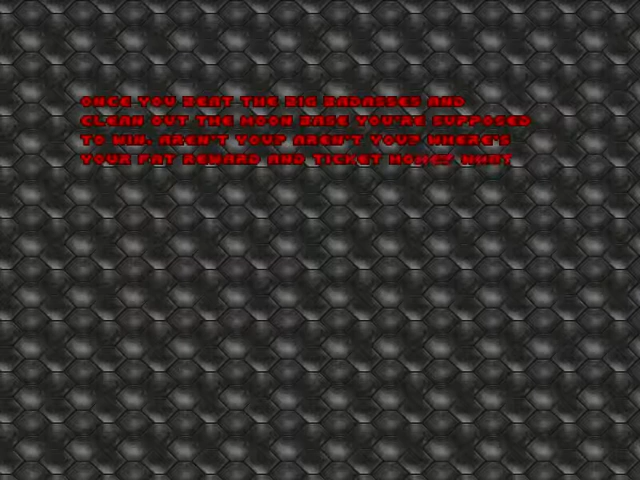 ONCE YOU BEAT THE BIG BADASSES AND
CLEAN OUT THE MOON BASE YOU'RE SUPPOSED
TO WIN, AREN'T YOU? AREN'T YOU? WHERE'S
YOUR FAT REWARD AND TICKET HOME? WHAT